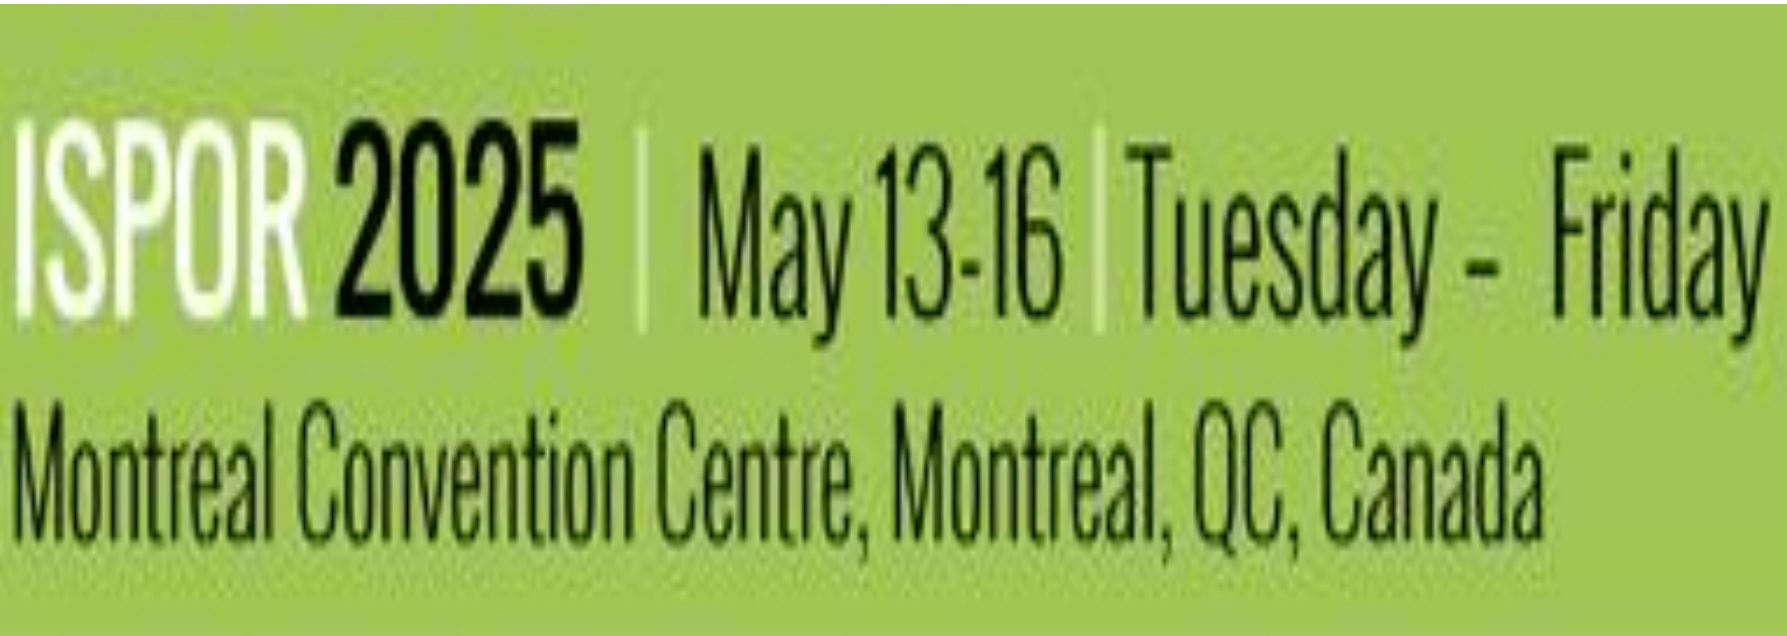 ISPOR 2025 | May 13-16 | Tuesday - Friday
Montreal Convention Centre, Montreal, QC, Canada